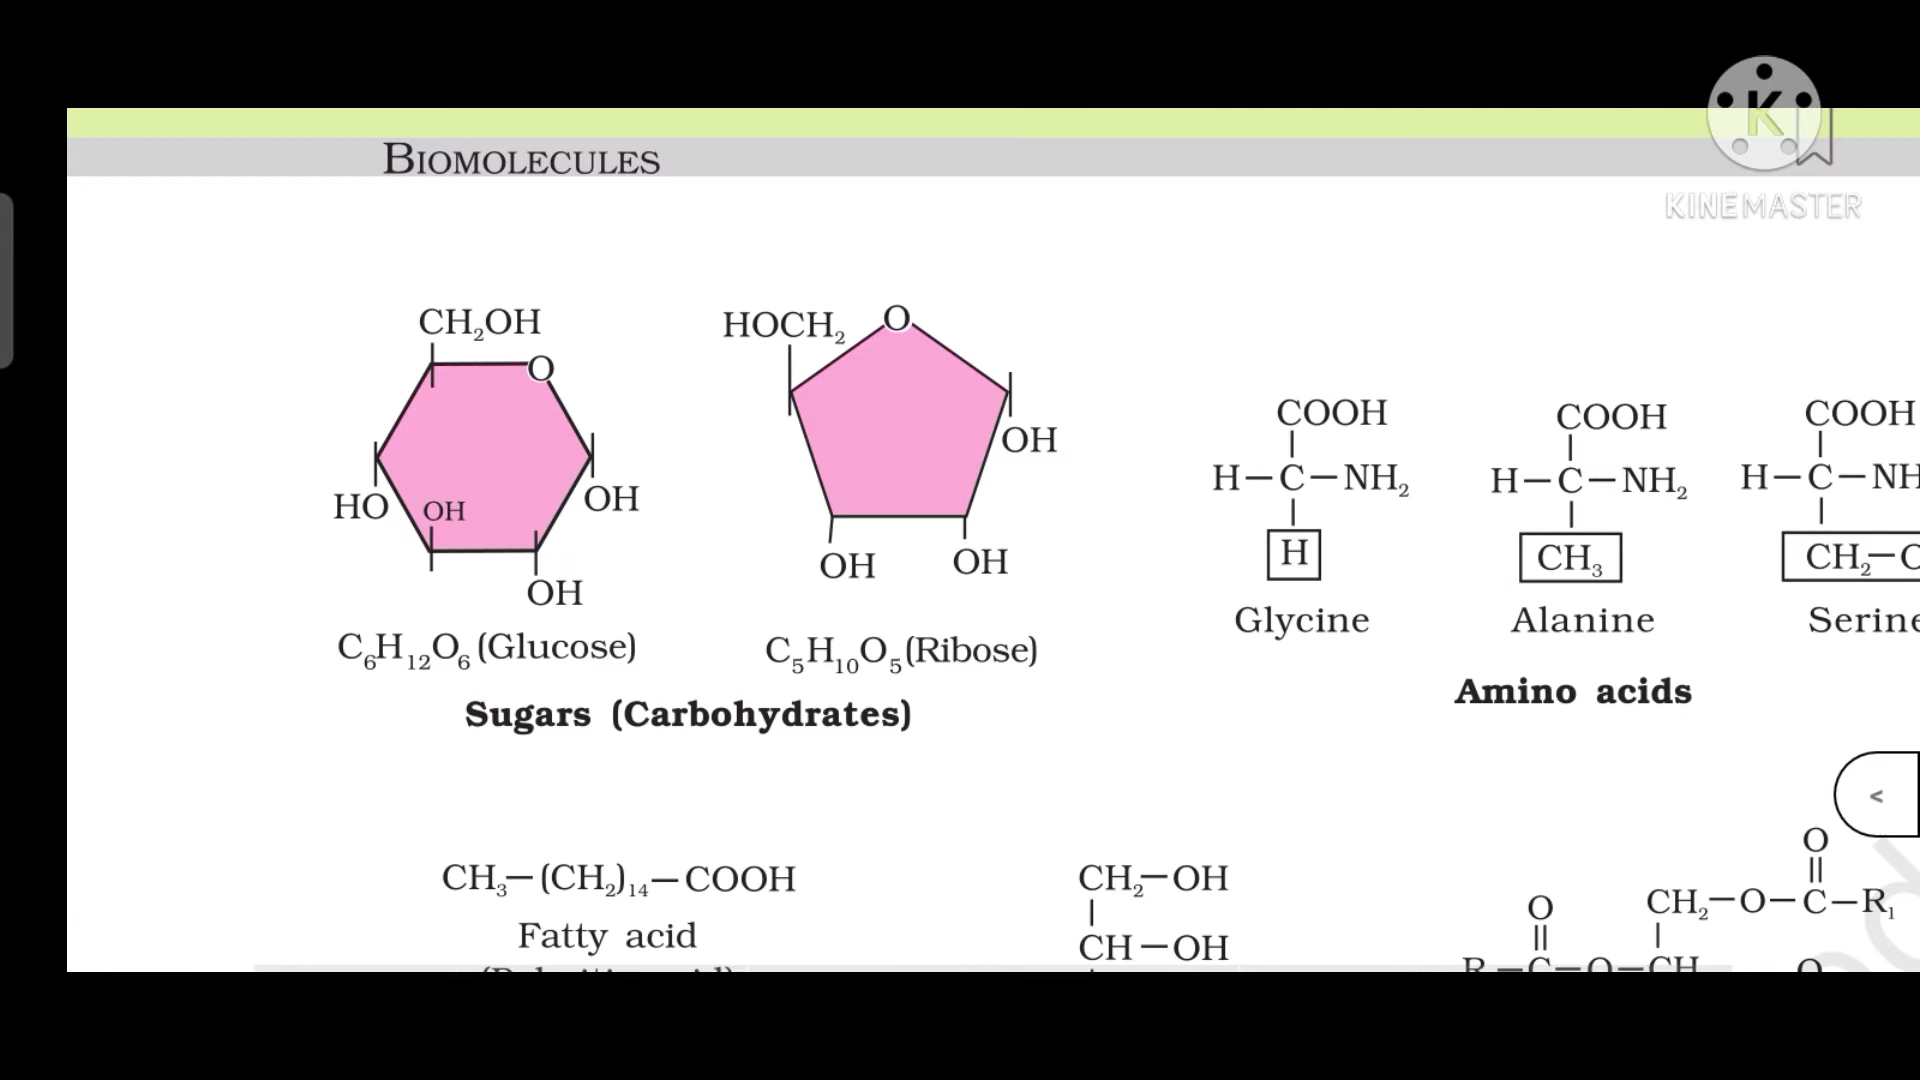 BIOMOLECULES
K
KINEMASTER
CH₂OH
O
HO
OH
OH
OH
C₆H₁₂O₆ (Glucose)
HOCH₂
O
OH
OH
OH
C₅H₁₀O₅ (Ribose)
Sugars (Carbohydrates)
COOH
H—C—NH₂
H
Glycine
COOH
H—C—NH₂
CH₃
Alanine
COOH
H—C—NH
CH₂—
Serine
Amino acids
<
CH₃—(CH₂)₁₄—COOH
Fatty acid
CH₂—OH
CH—OH
O
CH₂—O—C—R₁
O
R—C—O—CH
O